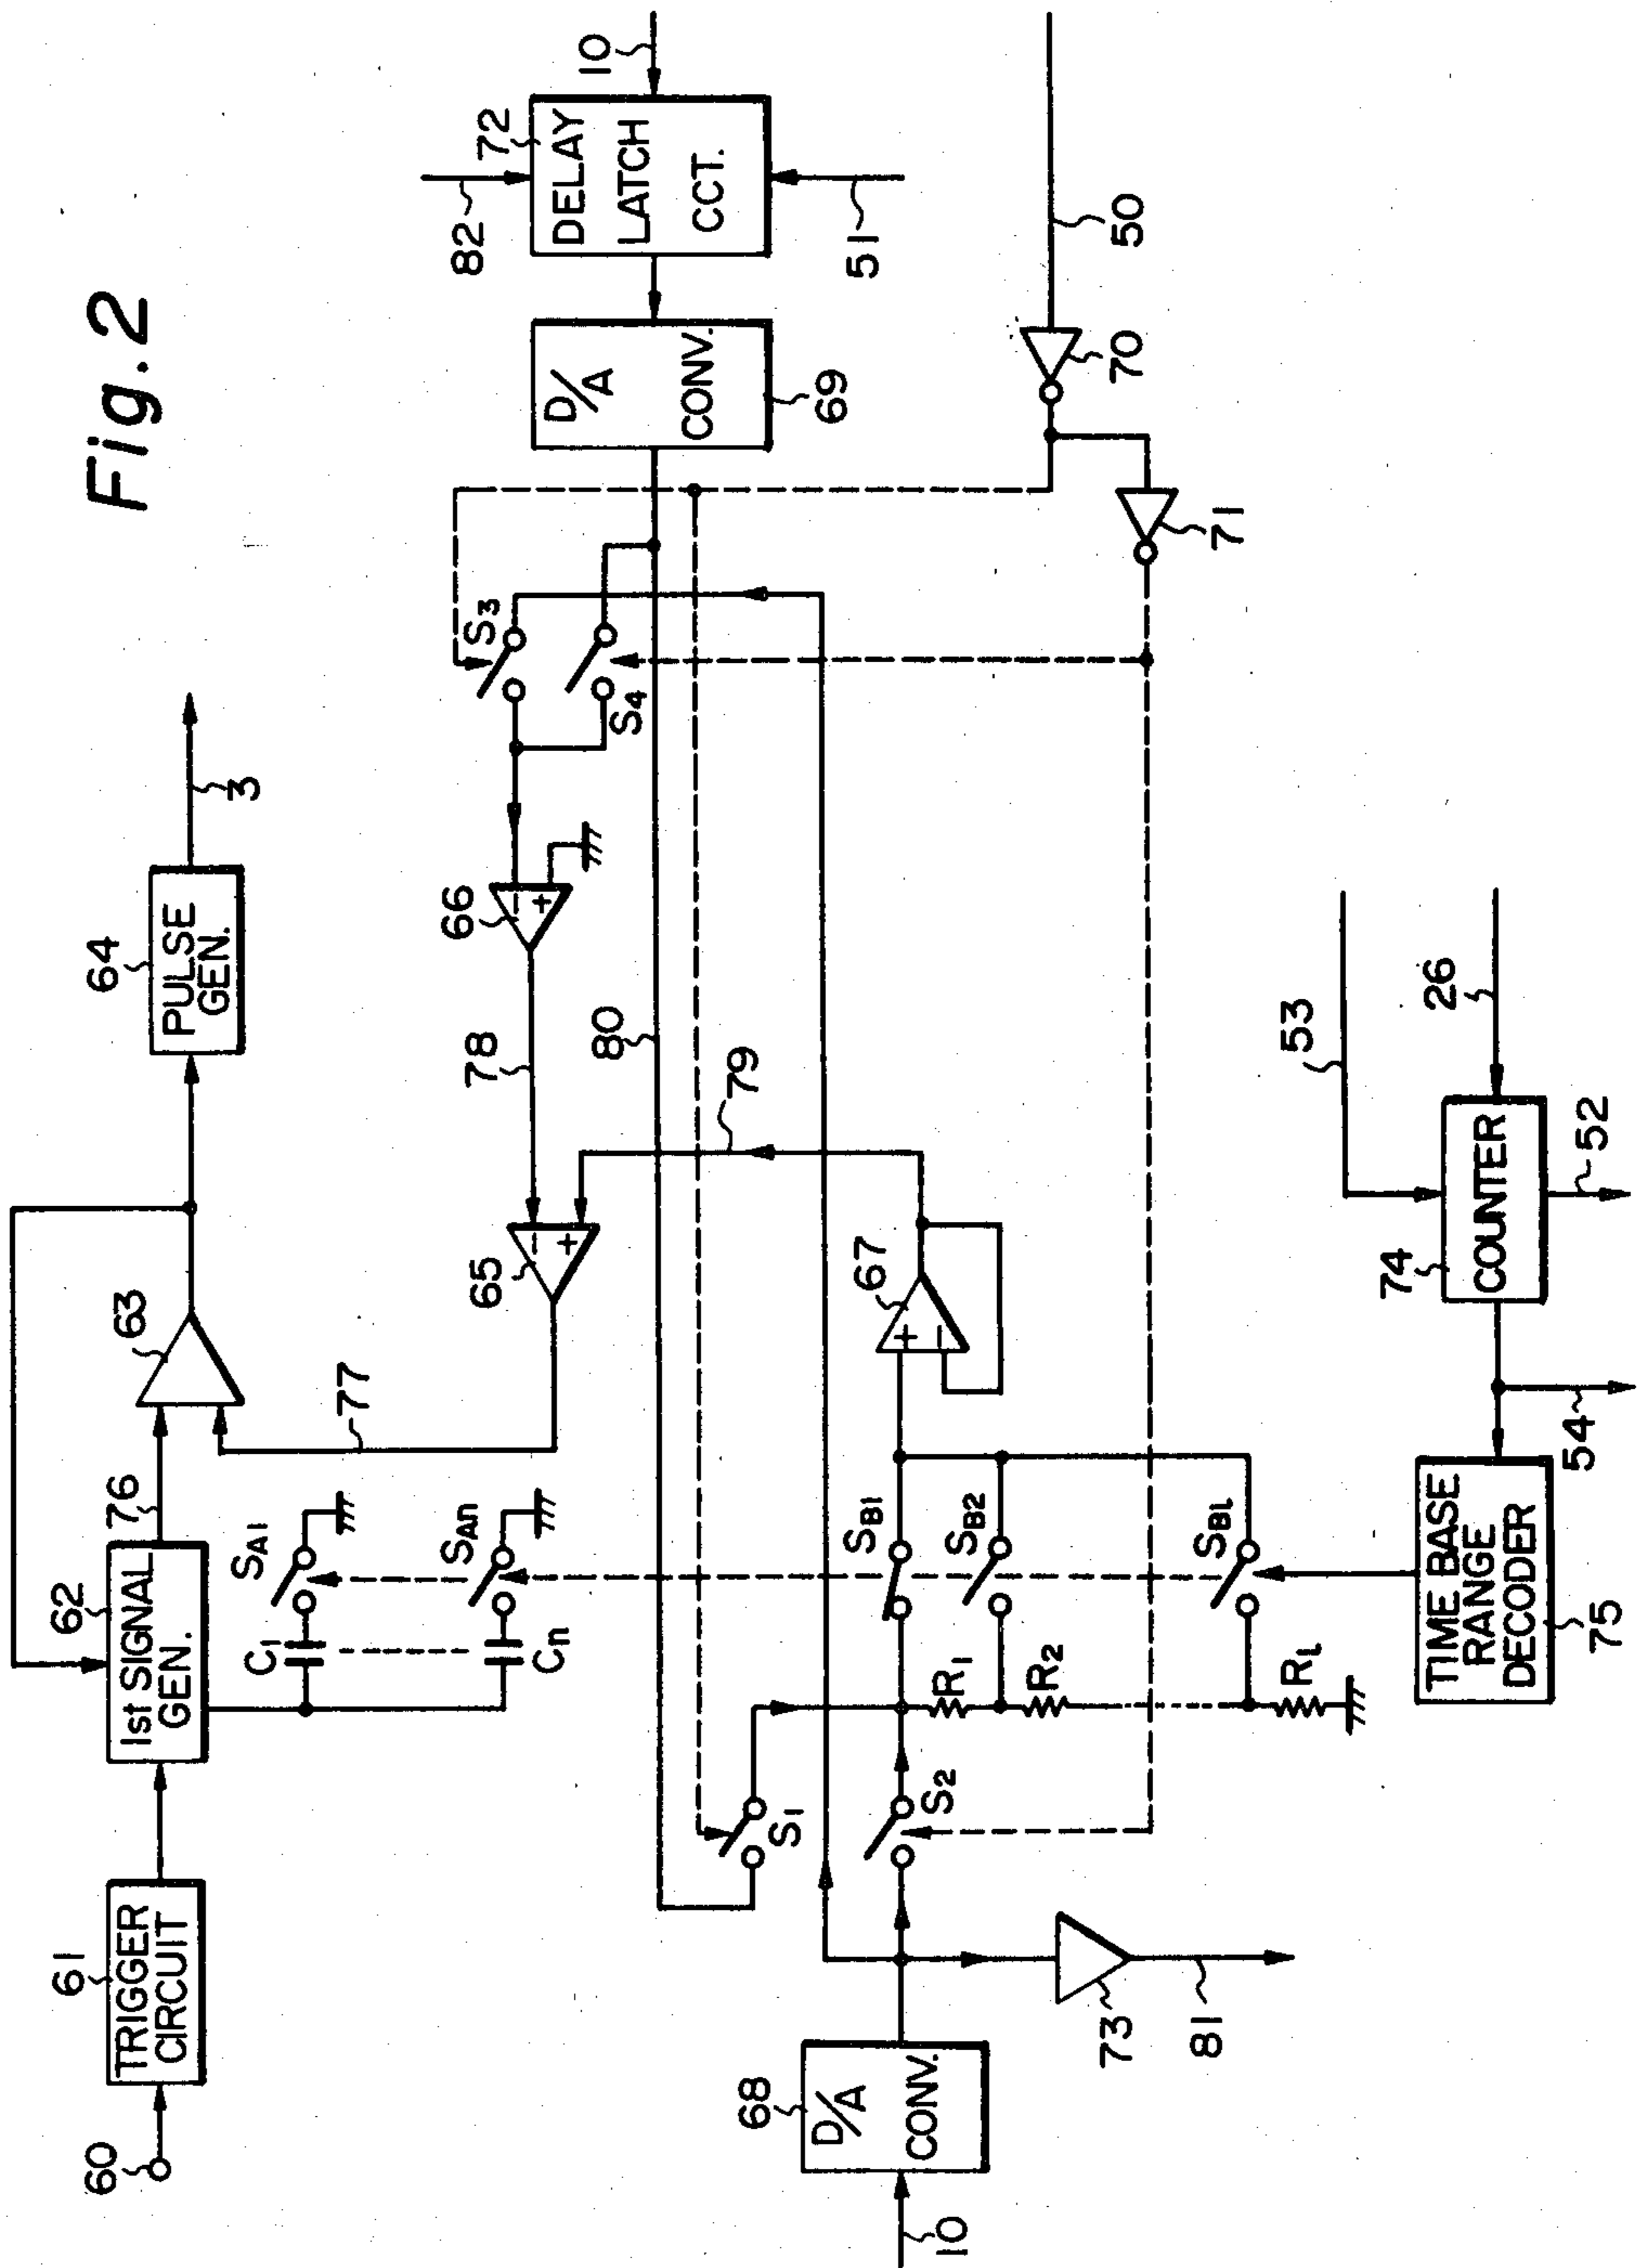 Fig. 2
60
61
TRIGGER
CIRCUIT
62
1st SIGNAL
GEN.
76
63
64
PULSE
GEN.
3
C1
SA1
Cn
SAn
77
65
− +
78
66
− +
S3
S4
80
79
D/A
CONV.
69
72
DELAY
LATCH
CCT.
82
10
51
50
70
71
S1
S2
R1
R2
RL
SB1
SB2
SBL
67
+ −
10
68
D/A
CONV.
73
81
TIME BASE
RANGE
DECODER
75
54
74
COUNTER
53
26
52